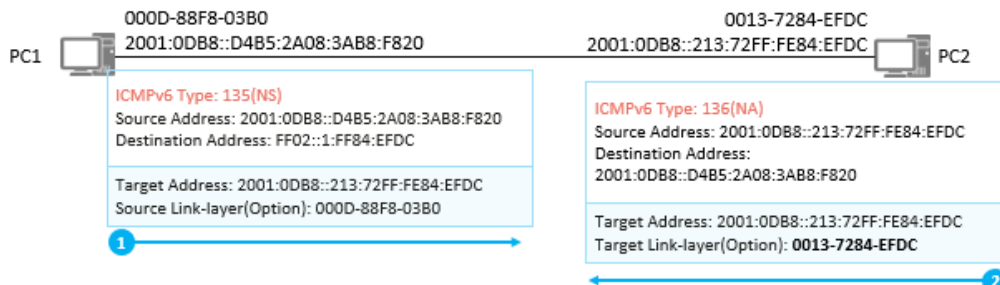 000D-88F8-03B0
2001:0DB8::D4B5:2A08:3AB8:F820
PC1
0013-7284-EFDC
2001:0DB8::213:72FF:FE84:EFDC
PC2
ICMPv6 Type: 135(NS)
Source Address: 2001:0DB8::D4B5:2A08:3AB8:F820
Destination Address: FF02::1:FF84:EFDC
Target Address: 2001:0DB8::213:72FF:FE84:EFDC
Source Link-layer(Option): 000D-88F8-03B0
1
ICMPv6 Type: 136(NA)
Source Address: 2001:0DB8::213:72FF:FE84:EFDC
Destination Address:
2001:0DB8::D4B5:2A08:3AB8:F820
Target Address: 2001:0DB8::213:72FF:FE84:EFDC
Target Link-layer(Option): 0013-7284-EFDC
2